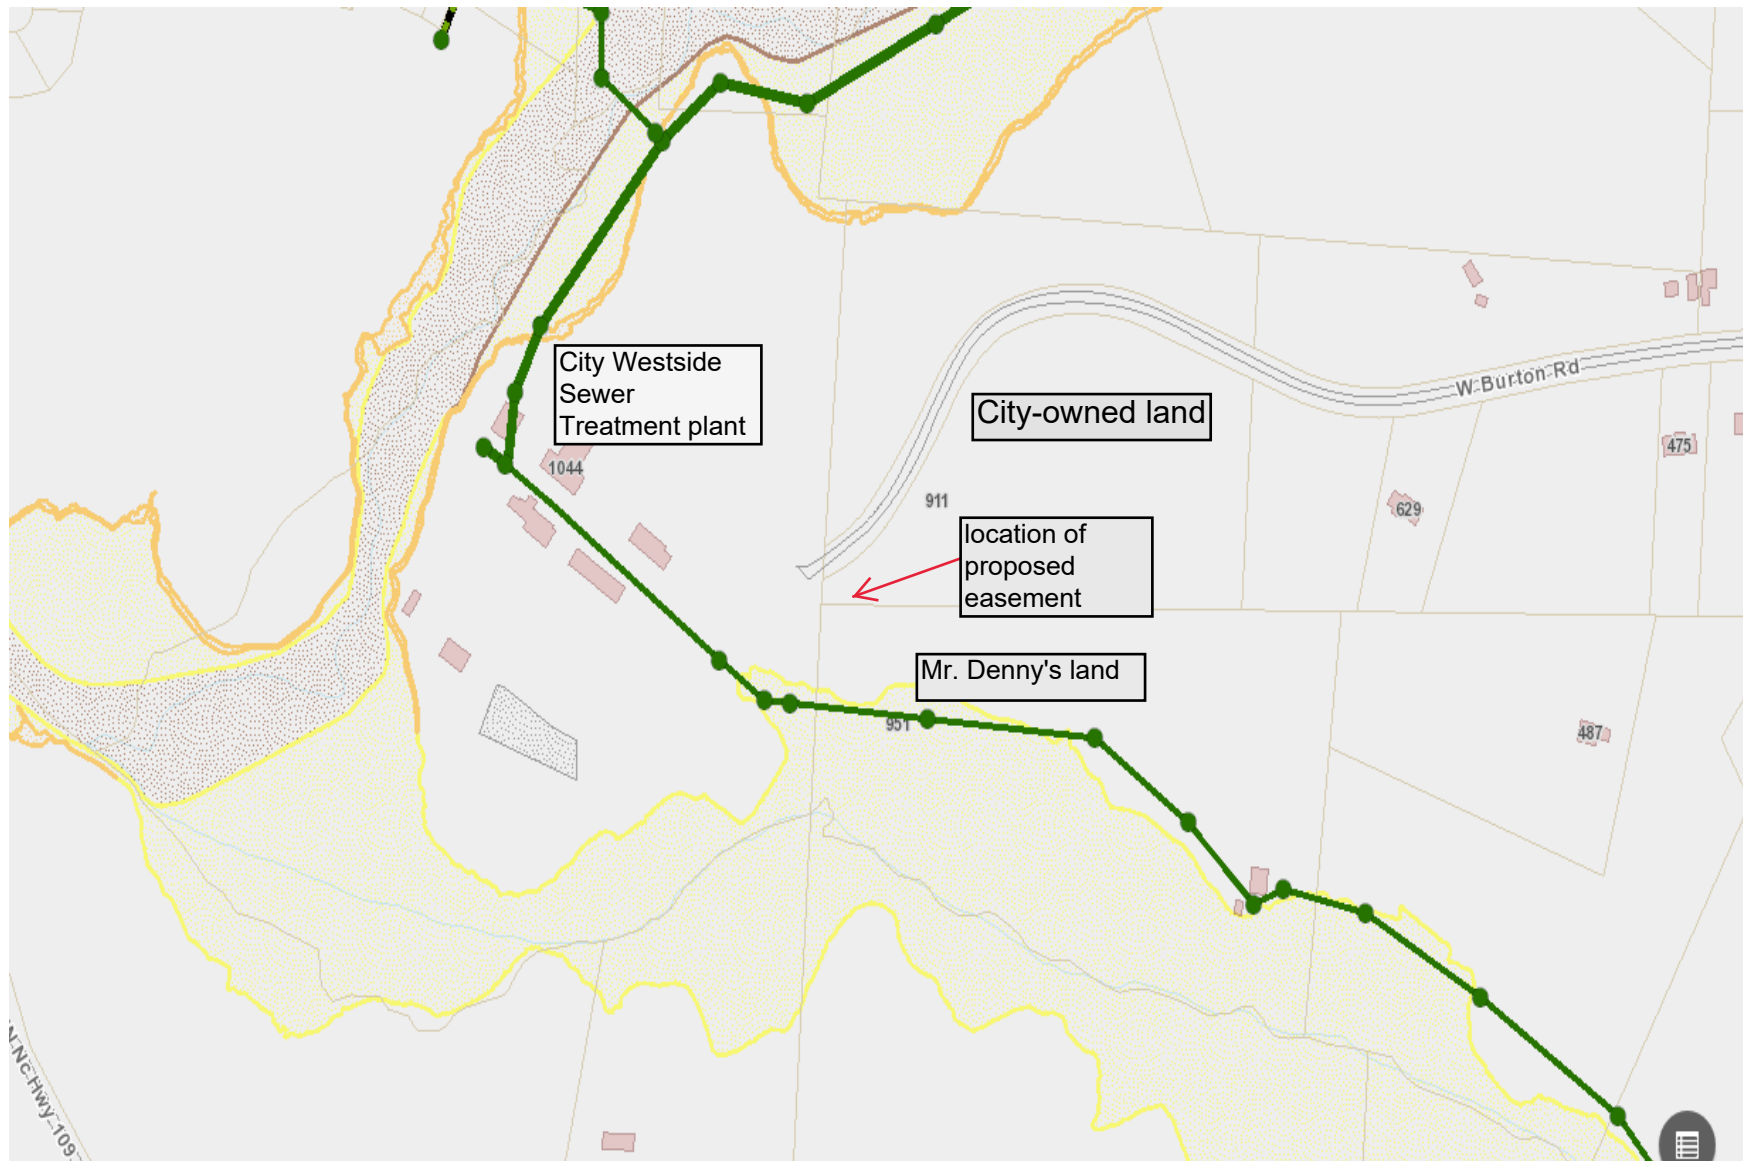 City Westside
Sewer
Treatment plant
City-owned land
W Burton Rd
475
1044
911
629
location of
proposed
easement
Mr. Denny's land
951
487
N Nc Hwy 109